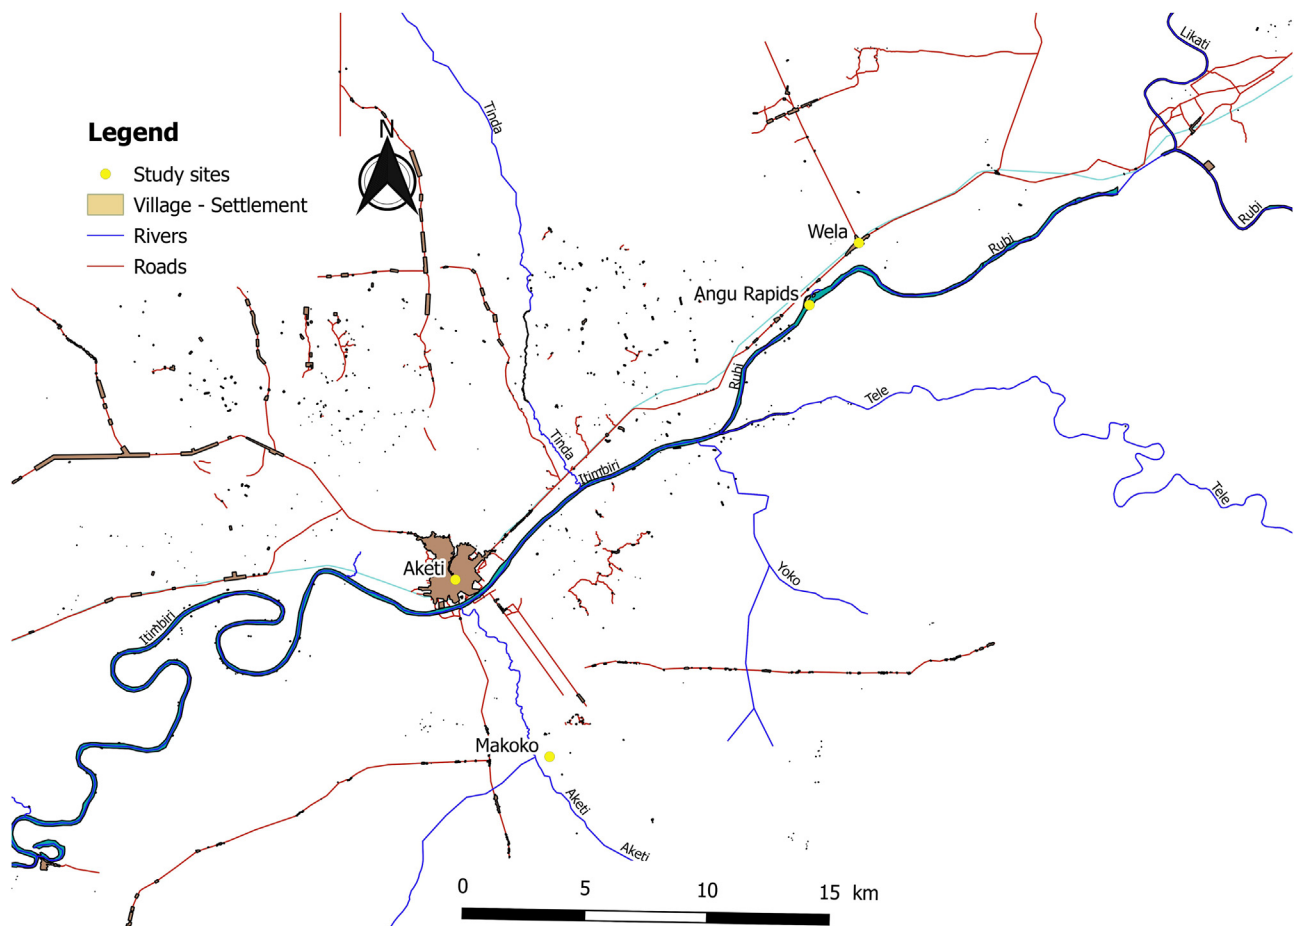 Likati
Tinda
N
Legend
Study sites
Village - Settlement
Rivers
Roads
Rubi
Wela
Rubi
Angu Rapids
Rubi
Tele
Tinda
Itimbiri
Tele
Aketi
Yoko
Itimbiri
Makoko
Aketi
Aketi
0 5 10 15 km